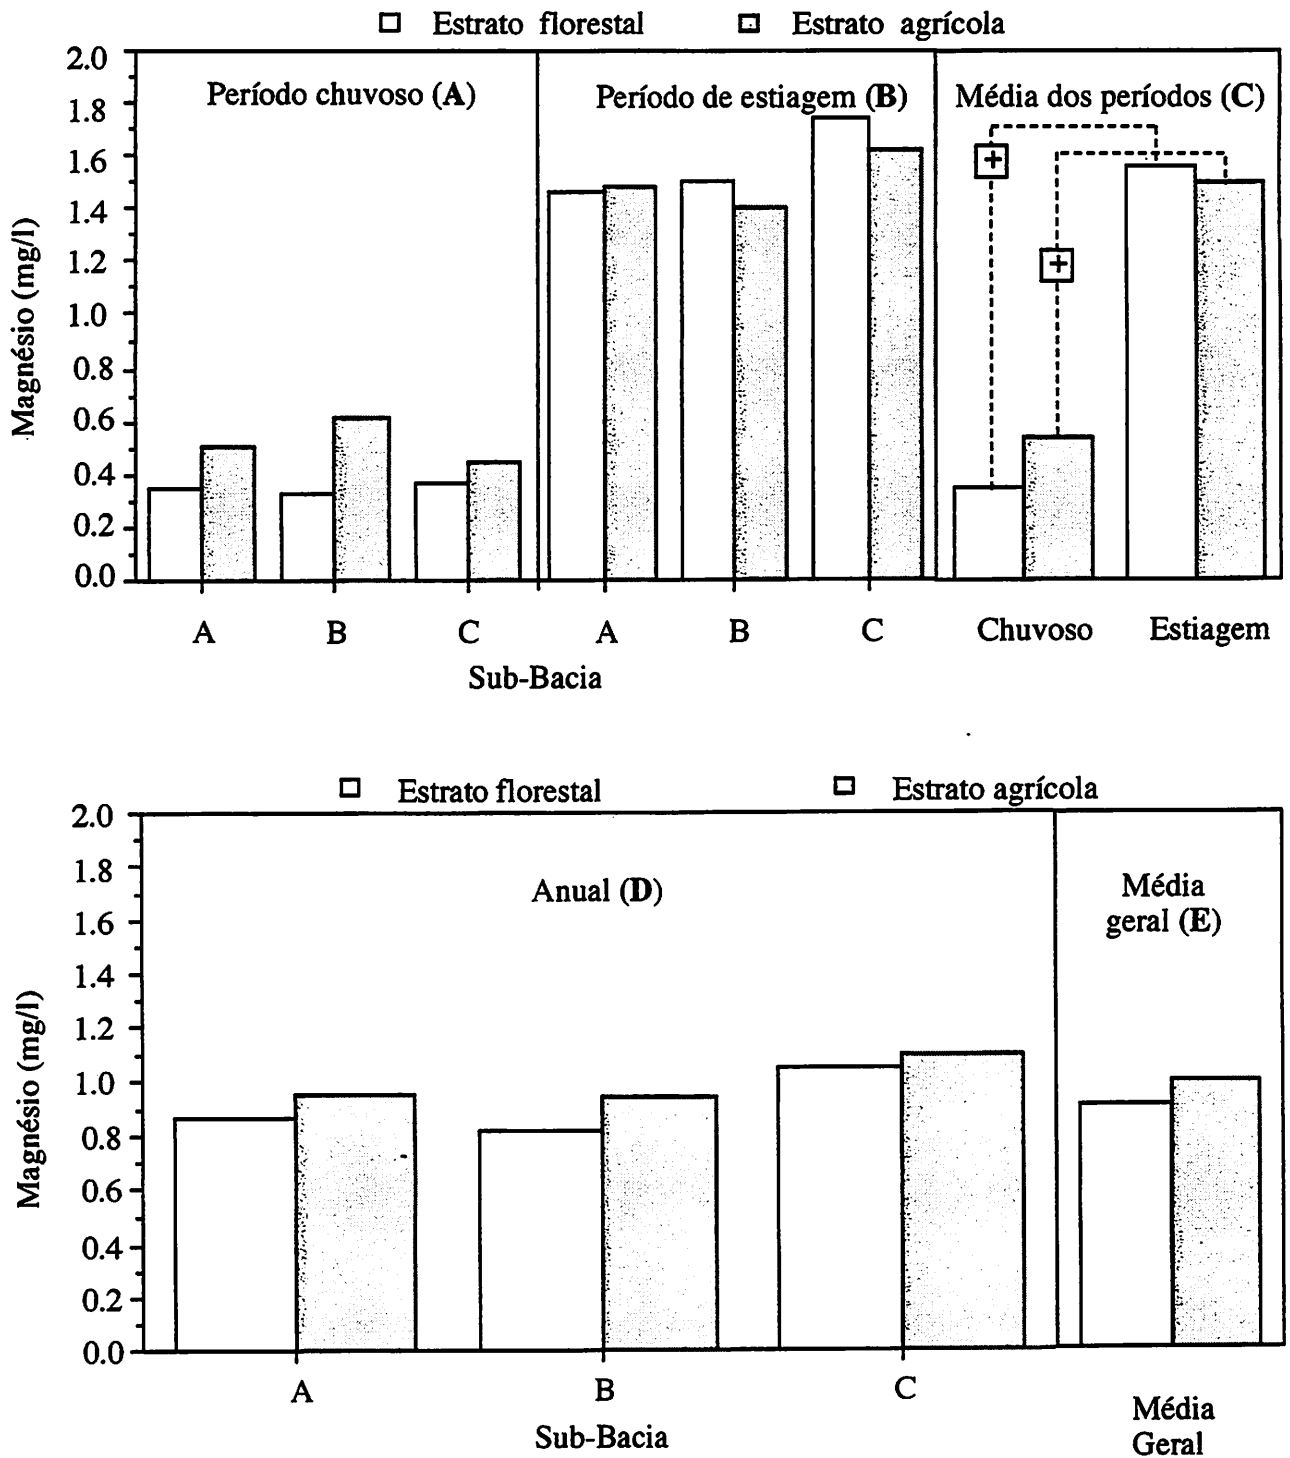 Estrato florestal Estrato agrícola
Período chuvoso (A) Período de estiagem (B) Média dos períodos (C)
Magnésio (mg/l)
2.0
1.8
1.6
1.4
1.2
1.0
0.8
0.6
0.4
0.2
0.0
+
+
A B C A B C Chuvoso Estiagem
Sub-Bacia
Estrato florestal Estrato agrícola
Anual (D)
Média
geral (E)
Magnésio (mg/l)
2.0
1.8
1.6
1.4
1.2
1.0
0.8
0.6
0.4
0.2
0.0
A B C
Sub-Bacia
Média
Geral